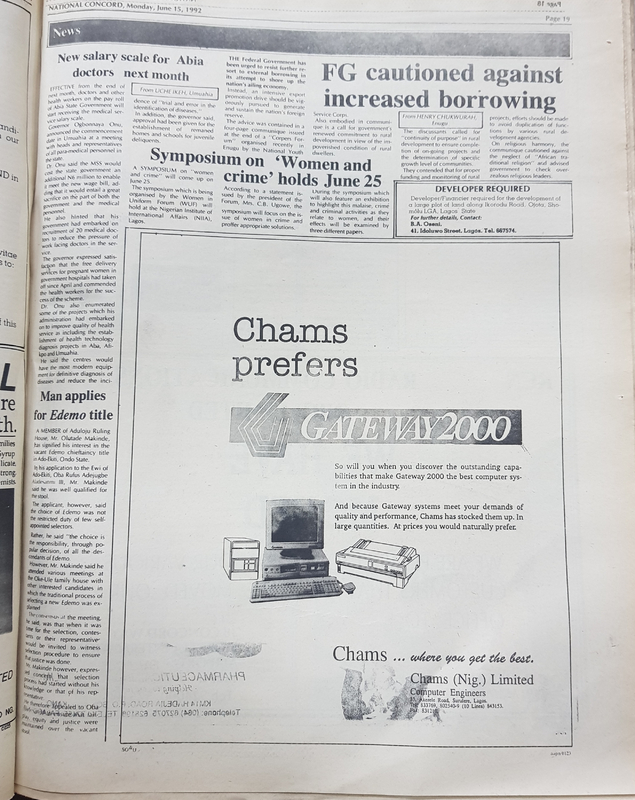 NATIONAL CONCORD, Monday, June 15, 1992
Page 19
News
New salary scale for Abia
doctors next month
EFFECTIVE from the end of
next month, doctors and other
health workers on the pay roll
of Abia State Government will
start receiving the medical ser-
vice salary scale.
Governor Ogbonnaya Onu,
announced the commencement
in Umuahia at a meeting
with heads and representatives
of all para-medical personnel in
the state.
Dr. Onu said the MSS would
cost the state government an
additional N6 million to enable
it meet the new wage bill, ad-
ding that it would entail a great
sacrifice on the part of both the
government and the medical
personnel.
He also hinted that his
government had embarked on
recruitment of 20 medical doc-
tors to reduce the pressure of
work facing doctors in the ser-
vice.
The governor expressed satis-
faction that the free delivery
services for pregnant women in
government hospitals had taken
off since April and commended
the health workers for the suc-
cess of the scheme.
Dr. Onu also enumerated
some of the projects which his
administration had embarked
on to improve quality of health
service as including the estab-
lishment of health technology
diagnosis projects in Aba, Afi-
kpo and Umuahia.
He said the centres would
have the most modern equip-
ment for definitive diagnosis of
diseases and reduce the inci-
From UCHE IKEH, Umuahia
dence of "trial and error in the
identification of diseases."
In addition, the governor said,
approval had been given for the
establishment of remand
homes and schools for juvenile
deliquents.
THE Federal Government has
been urged to resist further re-
sort to external borrowing in
its attempt to shore up the
nation's ailing economy.
Instead, an intensive export
promotion drive should be vig-
orously pursued to generate
and sustain the nation's foreign
reserves.
The advice was contained in a
four-page communique issued
at the end of a "Corpers For-
um" organised recently in
Enugu by the National Youth
FG cautioned against
increased borrowing
Service Corps.
Also embodied in the communi-
que is a call for government's
renewed commitment to rural
development in view of the im-
poverished condition of rural
dwellers.
From HENRY CHUKWURAH,
Enugu
The discussants called for
"continuity of purpose" in rural
development to ensure comple-
tion of on-going projects and
the determination of specific
growth level of communities.
They contended that for proper
funding and monitoring of rural
projects, efforts should be made
to avoid duplication of func-
tions by various rural de-
velopment agencies.
On religious harmony, the
communique cautioned against
the neglect of "African tra-
ditional religion" and advised
government to check over-
zealous religious leaders.
Symposium on 'Women and
crime' holds June 25
A SYMPOSIUM on "women
and crime" will come up on
June 25.
The symposium which is being
organised by the Women in
Uniform Forum (WUF) will
hold at the Nigerian Institute of
International Affairs (NIIA),
Lagos.
According to a statement is-
sued by the president of the
Forum, Mrs. C.B. Ugowe, the
symposium will focus on the is-
sue of women in crime and
proffer appropriate solutions.
During the symposium which
will also feature an exhibition
to highlight this malaise, crime
and criminal activities as they
relate to women, and their
effects will be examined by
three different papers.
DEVELOPER REQUIRED
Developer/Financier required for the development of
a large plot of land along Ikorodu Road. Ojota; Sho-
molu LGA, Lagos State
For further details, Contact:
B.A. Oseni,
41, Idoluwo Street, Lagos. Tel. 887574.
Man applies
for Edemo title
A MEMBER of Aduloju Ruling
House, Mr. Olutade Makinde,
has signified his interest in the
vacant Edemo chieftaincy title
in Ado-Ekiti, Ondo State.
In his application to the Ewi of
Ado-Ekiti, Oba Rufus Adejugbe
Aladesanmi III, Mr. Makinde
said he was well qualified for
the stool.
The applicant, however, said
the choice of Edemo was not
the restricted duty of few self-
appointed selectors.
Rather, he said "the choice is
the responsibility, through po-
pular decision, of all the des-
cendants of Edemo
However, Mr. Makinde said he
attended various meetings at
the Oke-Ule family house with
other interested candidates in
which the traditional process of
selecting a new Edemo was ex-
plained
The consensus at the meeting,
he said, was that when it was
time for the selection, contes-
tants or their representative
would be invited to witness
selection procedure to ensure
that justice was done.
Makinde however, expres-
concern that selection
process had started without his
knowledge or that of his rep-
resentative
He therefore appealed to Oba
equity and justice were
maintained over the vacant
Chams
prefers
GATEWAY2000
So will you when you discover the outstanding capa-
bilities that make Gateway 2000 the best computer sys-
tem in the industry.
And because Gateway systems meet your demands of
quality and performance, Chams has stocked them up. In
large quantities. At prices you would naturally prefer.
Chams ... where you get the best.
Chams (Nig.) Limited
Computer Engineers